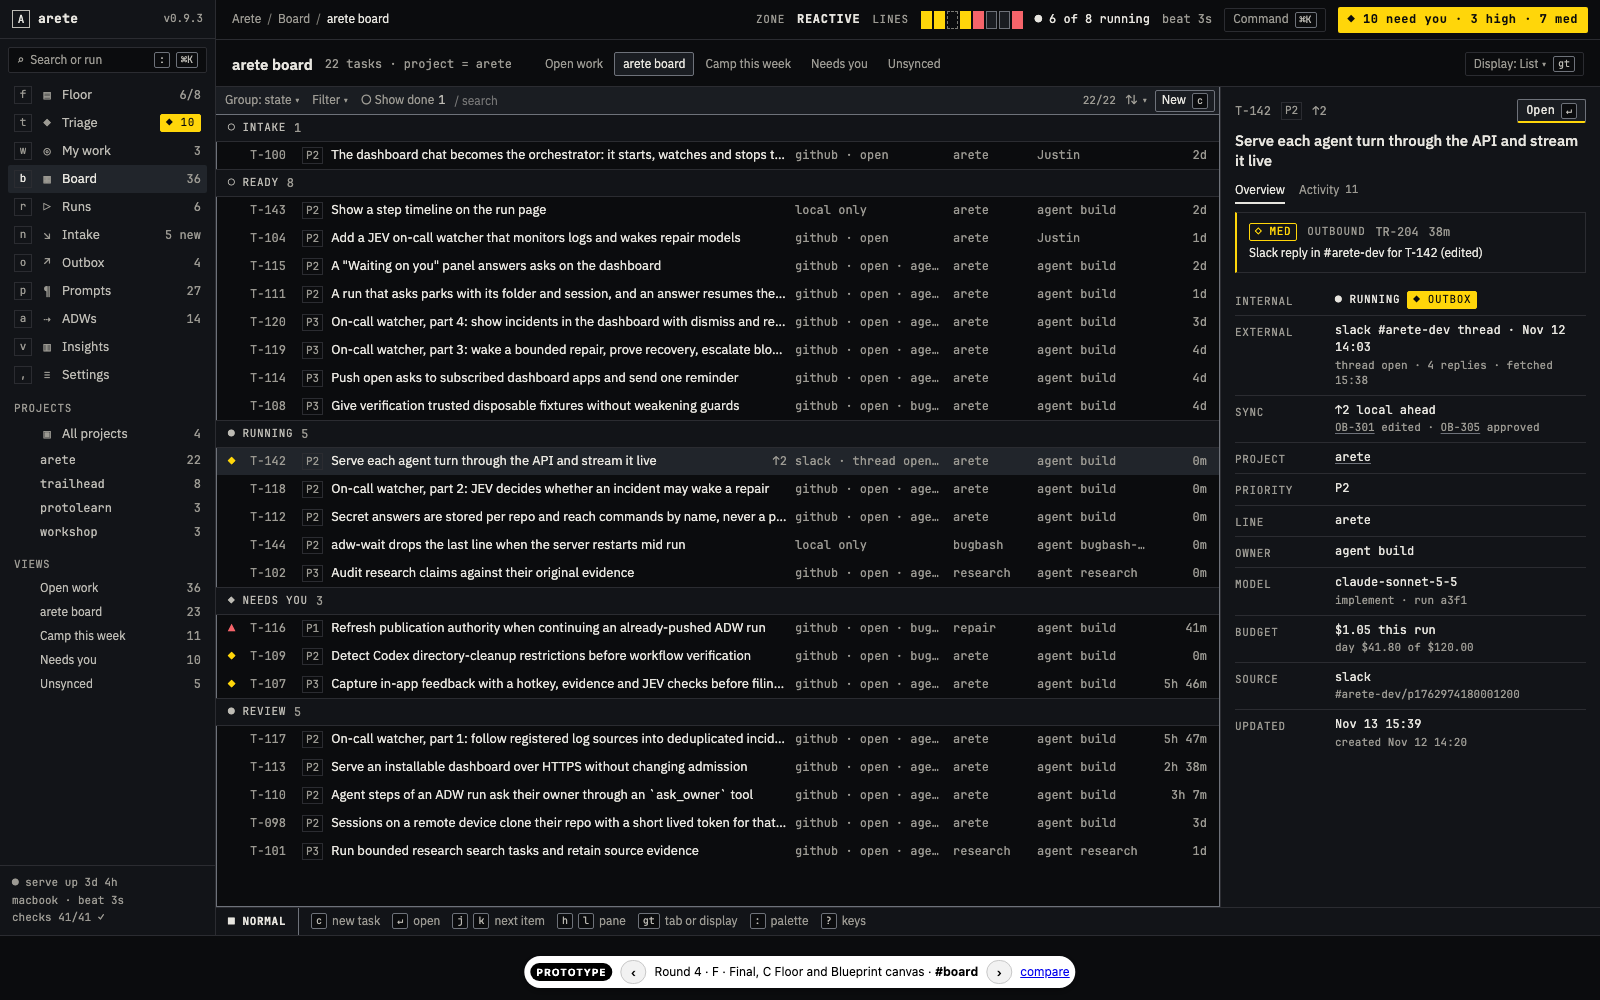 A arete v0.9.3
Arete / Board / arete board
ZONE REACTIVE LINES 6 of 8 running beat 3s Command ⌘K ◆ 10 need you · 3 high · 7 med
Search or run : ⌘K
f Floor 6/8
t ◆ Triage ◆ 10
w My work 3
b Board 36
r Runs 6
n Intake 5 new
o Outbox 4
p ¶ Prompts 27
a ADWs 14
v Insights
, Settings
PROJECTS
All projects 4
arete 22
trailhead 8
protolearn 3
workshop 3
VIEWS
Open work 36
arete board 23
Camp this week 11
Needs you 10
Unsynced 5
● serve up 3d 4h
macbook · beat 3s
checks 41/41 ✓
arete board 22 tasks · project = arete Open work arete board Camp this week Needs you Unsynced Display: List gt
Group: state Filter Show done 1 / search 22/22 New c
INTAKE 1
T-100 P2 The dashboard chat becomes the orchestrator: it starts, watches and stops t… github · open arete Justin 2d
READY 8
T-143 P2 Show a step timeline on the run page local only arete agent build 2d
T-104 P2 Add a JEV on-call watcher that monitors logs and wakes repair models github · open arete Justin 1d
T-115 P2 A "Waiting on you" panel answers asks on the dashboard github · open · age… arete agent build 2d
T-111 P2 A run that asks parks with its folder and session, and an answer resumes the… github · open · age… arete agent build 1d
T-120 P3 On-call watcher, part 4: show incidents in the dashboard with dismiss and re… github · open · age… arete agent build 3d
T-119 P3 On-call watcher, part 3: wake a bounded repair, prove recovery, escalate blo… github · open · age… arete agent build 4d
T-114 P3 Push open asks to subscribed dashboard apps and send one reminder github · open · age… arete agent build 4d
T-108 P3 Give verification trusted disposable fixtures without weakening guards github · open · bug… arete agent build 4d
RUNNING 5
T-142 P2 Serve each agent turn through the API and stream it live ↑2 slack · thread open… arete agent build 0m
T-118 P2 On-call watcher, part 2: JEV decides whether an incident may wake a repair github · open · age… arete agent build 0m
T-112 P2 Secret answers are stored per repo and reach commands by name, never a p… github · open · age… arete agent build 0m
T-144 P2 adw-wait drops the last line when the server restarts mid run local only bugbash agent bugbash-… 0m
T-102 P3 Audit research claims against their original evidence github · open · age… research agent research 0m
NEEDS YOU 3
T-116 P1 Refresh publication authority when continuing an already-pushed ADW run github · open · bug… repair agent build 41m
T-109 P2 Detect Codex directory-cleanup restrictions before workflow verification github · open · bug… arete agent build 0m
T-107 P3 Capture in-app feedback with a hotkey, evidence and JEV checks before filin… github · open · age… arete agent build 5h 46m
REVIEW 5
T-117 P2 On-call watcher, part 1: follow registered log sources into deduplicated incid… github · open · age… arete agent build 5h 47m
T-113 P2 Serve an installable dashboard over HTTPS without changing admission github · open · age… arete agent build 2h 38m
T-110 P2 Agent steps of an ADW run ask their owner through an `ask_owner` tool github · open · age… arete agent build 3h 7m
T-098 P2 Sessions on a remote device clone their repo with a short lived token for that… github · open · age… arete agent build 3d
T-101 P3 Run bounded research search tasks and retain source evidence github · open · age… research agent research 1d
T-142 P2 ↑2 Open ↵
Serve each agent turn through the API and stream
it live
Overview Activity 11
◇ MED OUTBOUND TR-204 38m
Slack reply in #arete-dev for T-142 (edited)
INTERNAL ● RUNNING ◆ OUTBOX
EXTERNAL slack #arete-dev thread · Nov 12
14:03
thread open · 4 replies · fetched
15:38
SYNC ↑2 local ahead
OB-301 edited · OB-305 approved
PROJECT arete
PRIORITY P2
LINE arete
OWNER agent build
MODEL claude-sonnet-5-5
implement · run a3f1
BUDGET $1.05 this run
day $41.80 of $120.00
SOURCE slack
#arete-dev/p1762974180001200
UPDATED Nov 13 15:39
created Nov 12 14:20
NORMAL c new task ↵ open j k next item h l pane gt tab or display : palette ? keys
PROTOTYPE ‹ Round 4 · F · Final, C Floor and Blueprint canvas · #board › compare